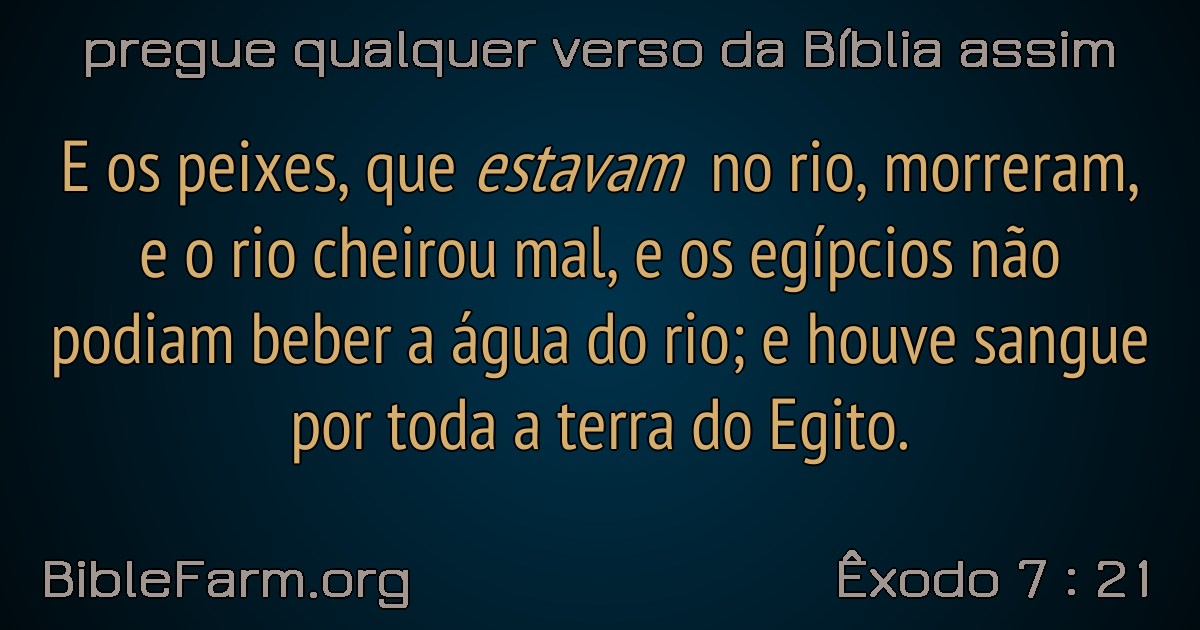 pregue qualquer verso da Bíblia assim
E os peixes, que estavam no rio, morreram,
e o rio cheirou mal, e os egípcios não
podiam beber a água do rio; e houve sangue
por toda a terra do Egito.
BibleFarm.org
Êxodo 7 : 21